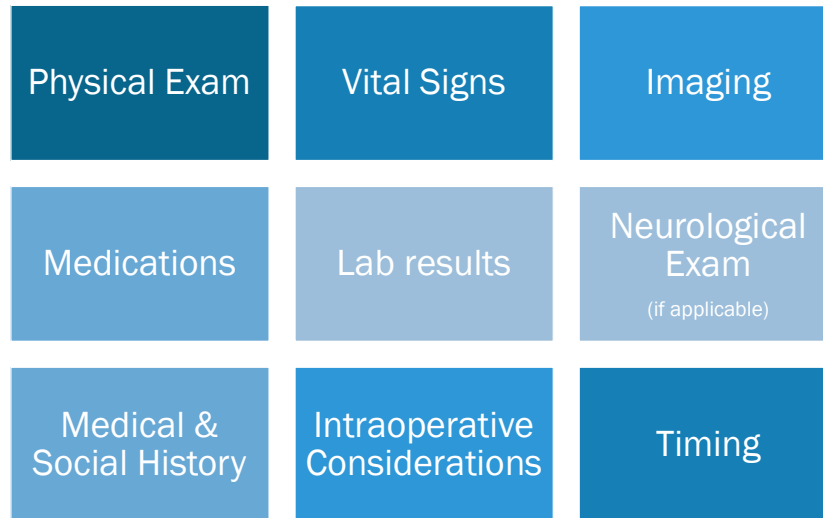 Physical Exam
Vital Signs
Imaging
Medications
Lab results
Neurological
Exam
(if applicable)
Medical &
Social History
Intraoperative
Considerations
Timing